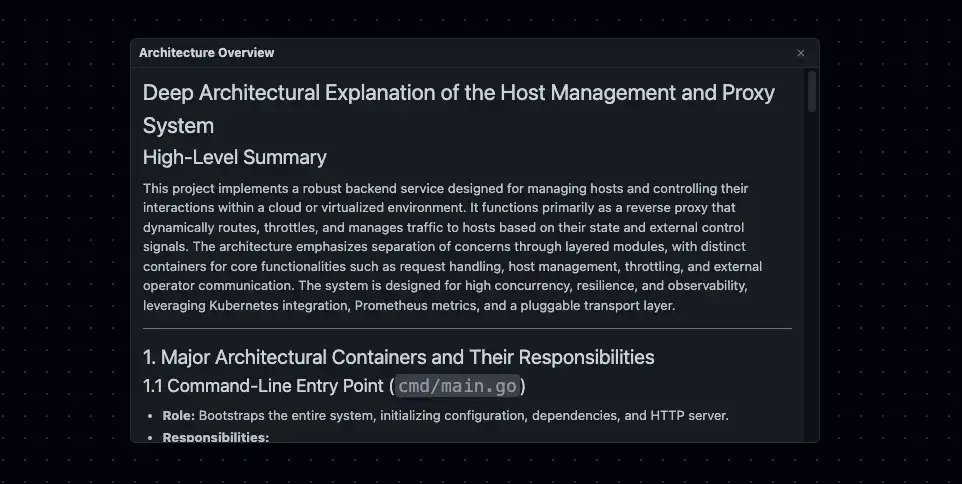 Architecture Overview
×
Deep Architectural Explanation of the Host Management and Proxy
System
High-Level Summary
This project implements a robust backend service designed for managing hosts and controlling their
interactions within a cloud or virtualized environment. It functions primarily as a reverse proxy that
dynamically routes, throttles, and manages traffic to hosts based on their state and external control
signals. The architecture emphasizes separation of concerns through layered modules, with distinct
containers for core functionalities such as request handling, host management, throttling, and external
operator communication. The system is designed for high concurrency, resilience, and observability,
leveraging Kubernetes integration, Prometheus metrics, and a pluggable transport layer.
1. Major Architectural Containers and Their Responsibilities
1.1 Command-Line Entry Point (cmd/main.go)
• Role: Bootstraps the entire system, initializing configuration, dependencies, and HTTP server.
• Responsibilities: